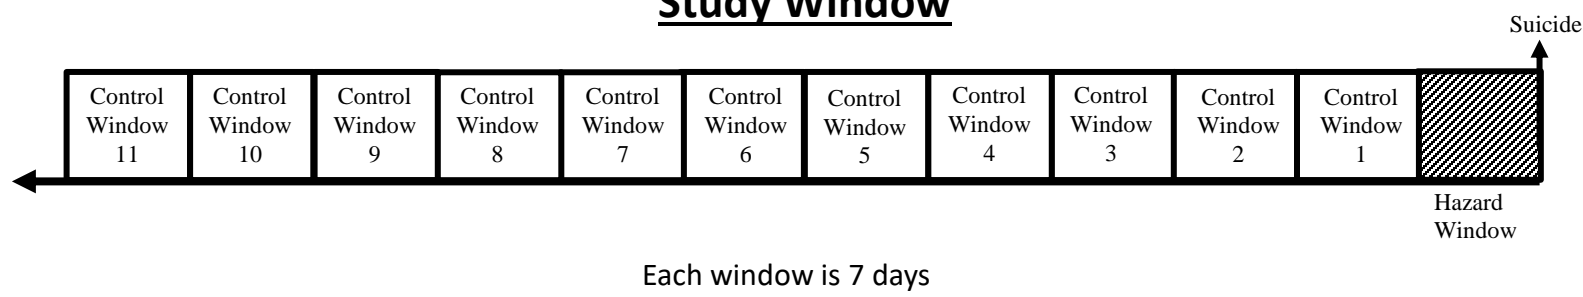 Study Window
Suicide
Control
Window
11
Control
Window
10
Control
Window
9
Control
Window
8
Control
Window
7
Control
Window
6
Control
Window
5
Control
Window
4
Control
Window
3
Control
Window
2
Control
Window
1
Hazard
Window
Each window is 7 days